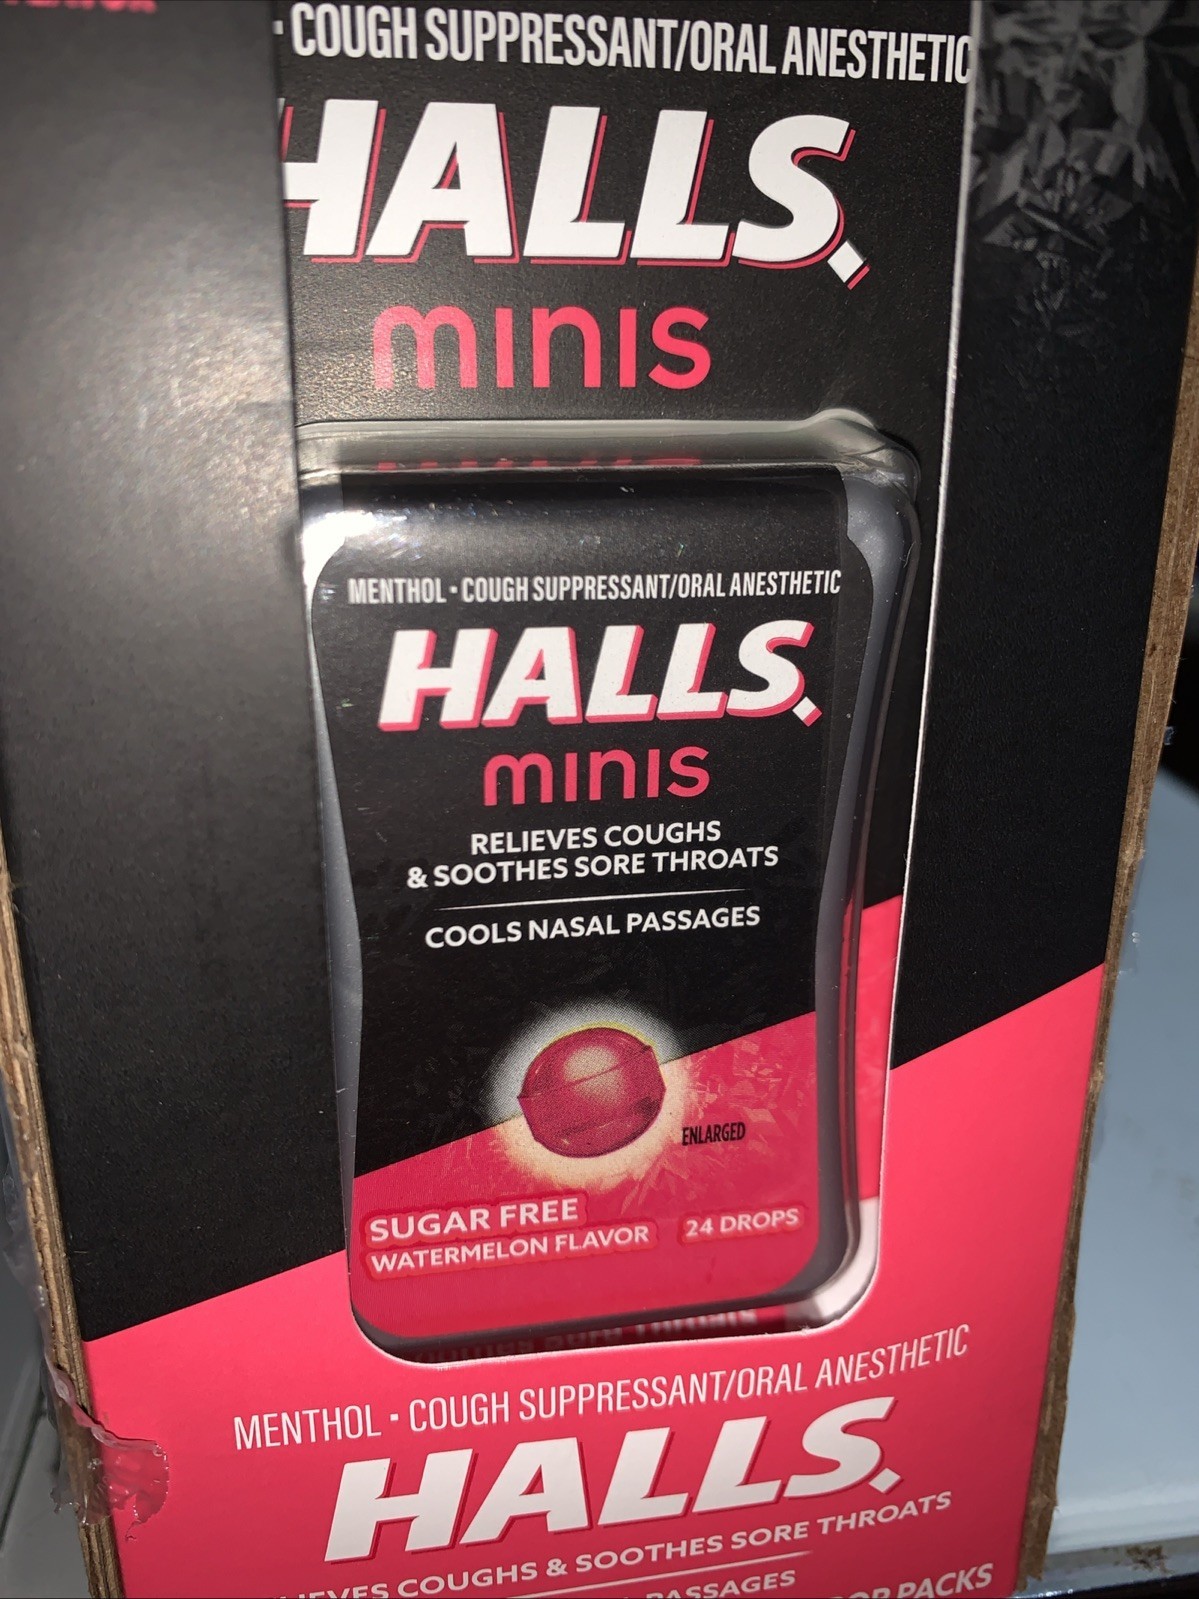 · COUGH SUPPRESSANT/ORAL ANESTHETIC
HALLS
minis
MENTHOL · COUGH SUPPRESSANT/ORAL ANESTHETIC
HALLS
minis
RELIEVES COUGHS
& SOOTHES SORE THROATS
COOLS NASAL PASSAGES
ENLARGED
SUGAR FREE
WATERMELON FLAVOR 24 DROPS
MENTHOL · COUGH SUPPRESSANT/ORAL ANESTHETIC
HALLS
COUGHS & SOOTHES SORE THROATS
PASSAGES
PACKS